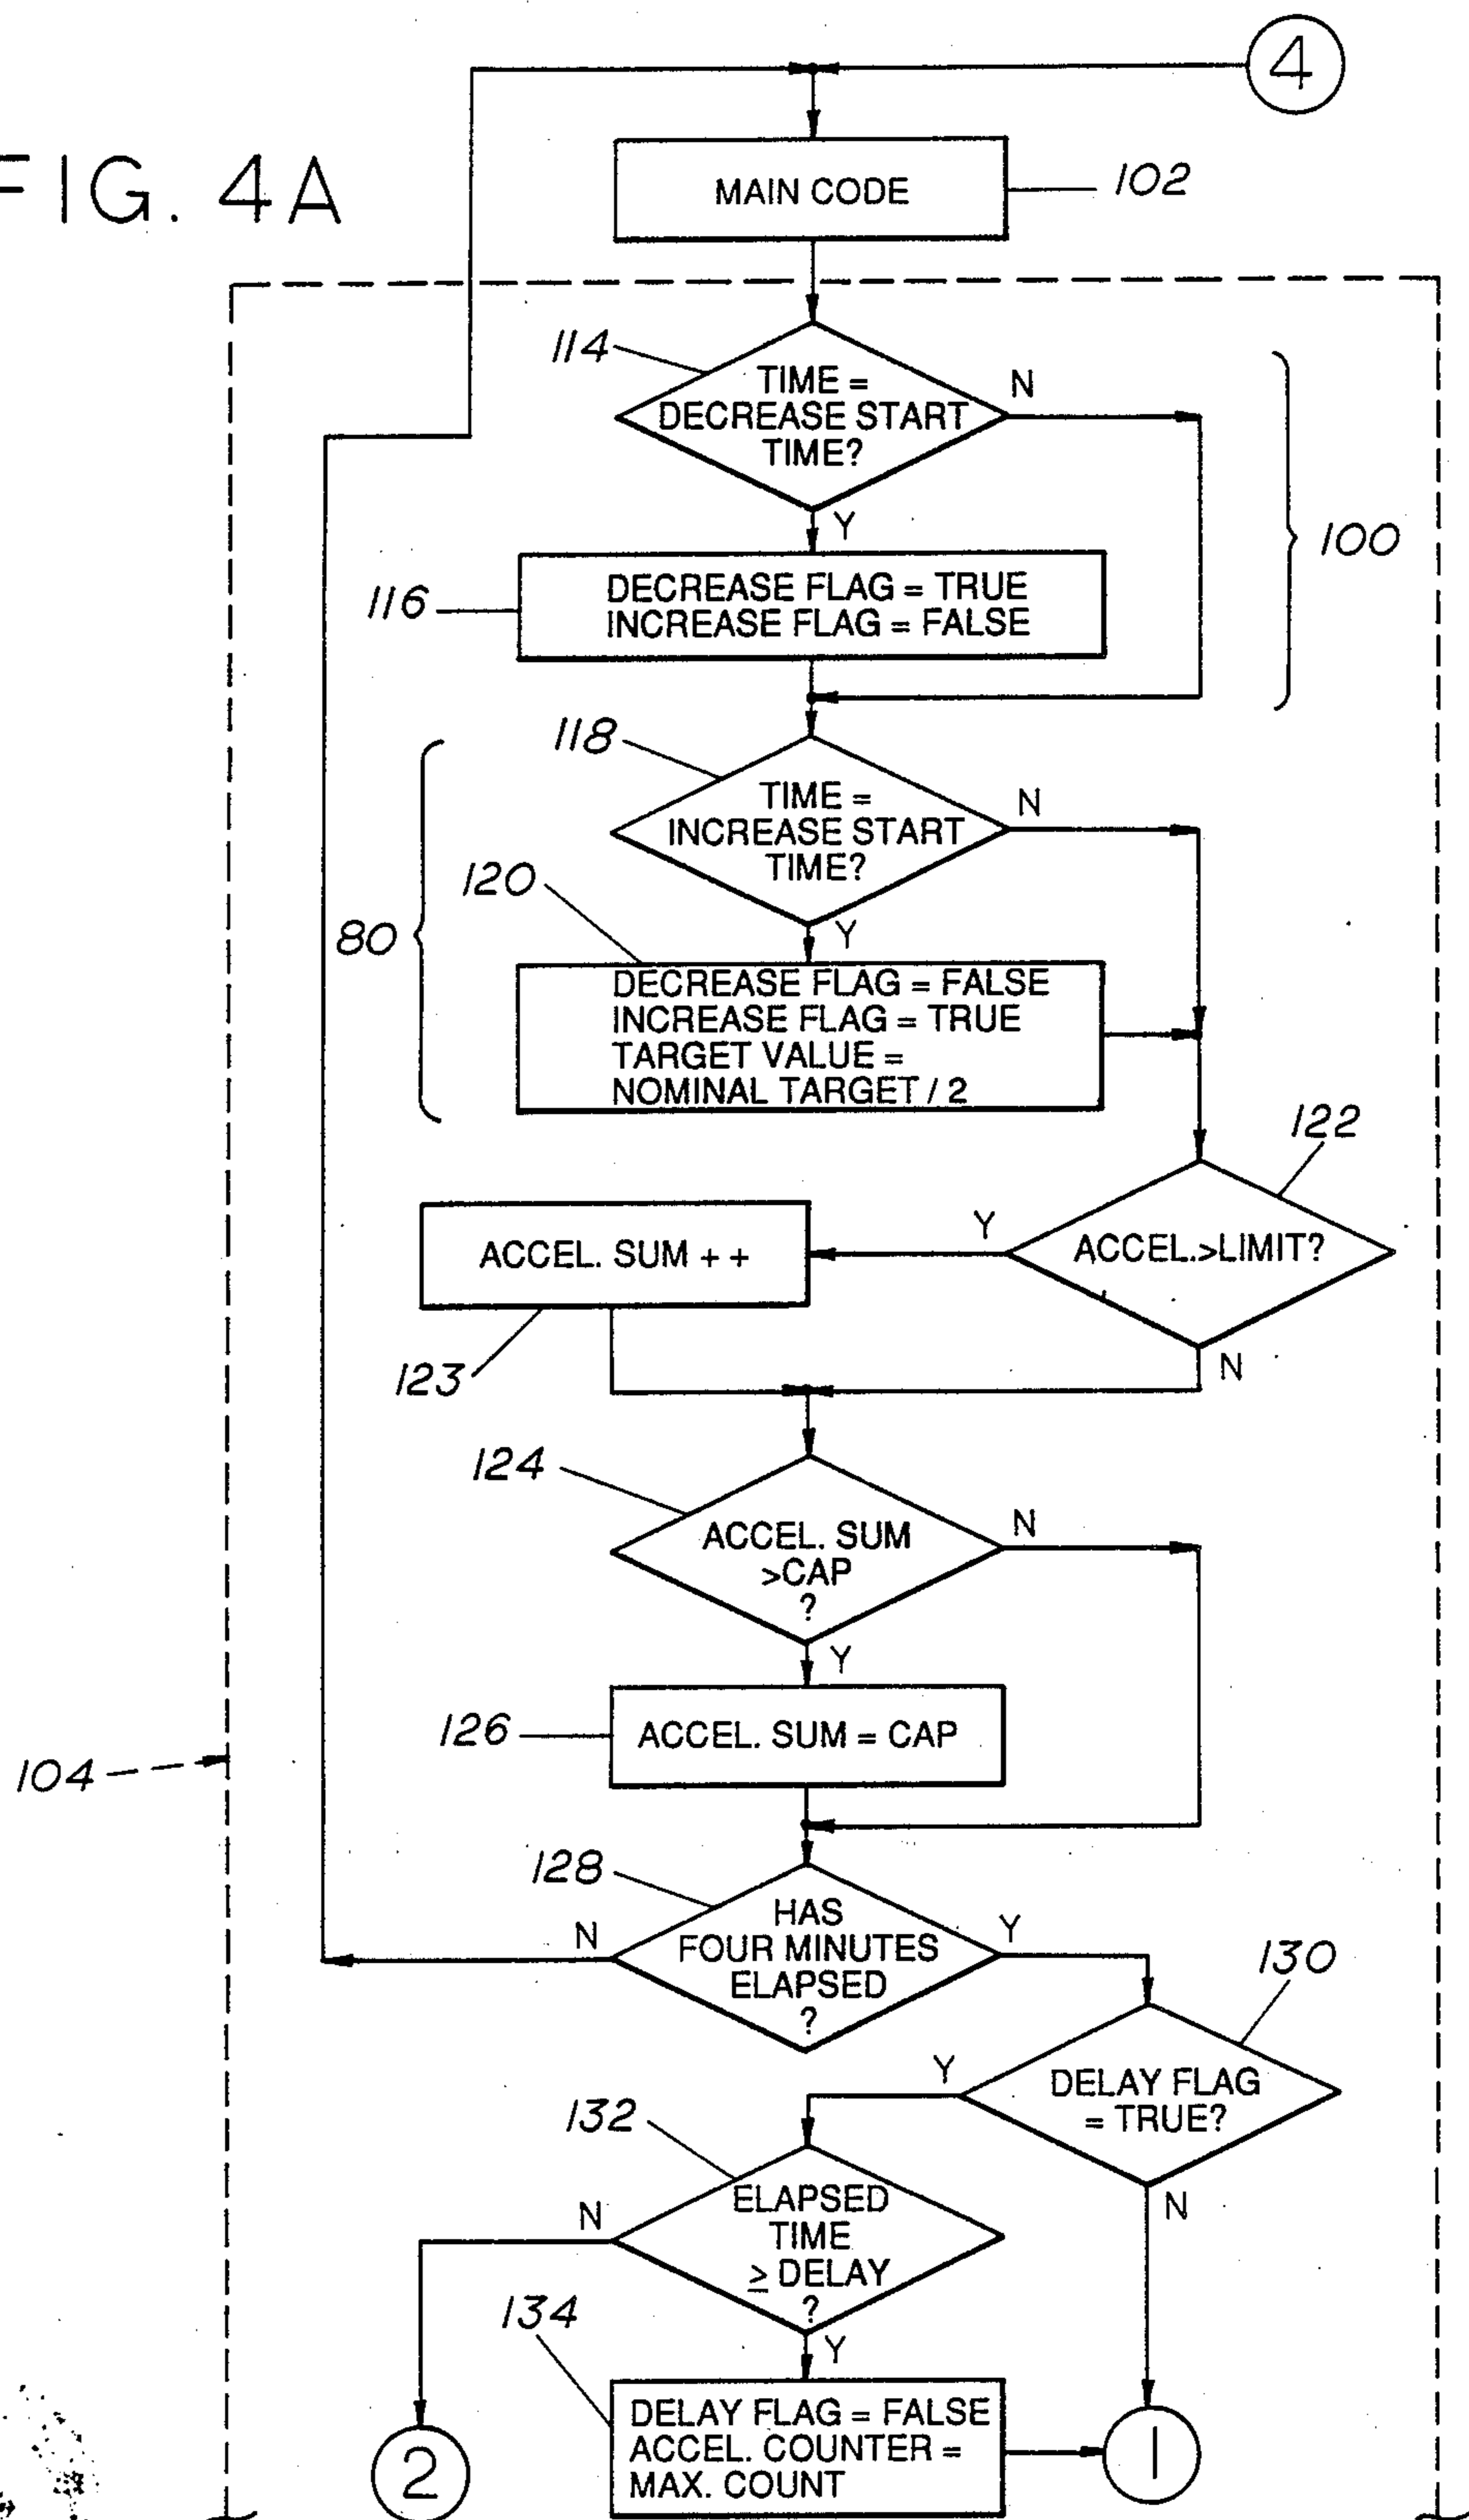 4
FIG. 4A
MAIN CODE
102
114
TIME =
DECREASE START
TIME?
N
Y
100
116
DECREASE FLAG = TRUE
INCREASE FLAG = FALSE
118
TIME =
INCREASE START
TIME?
N
Y
120
80
DECREASE FLAG = FALSE
INCREASE FLAG = TRUE
TARGET VALUE =
NOMINAL TARGET / 2
122
ACCEL.>LIMIT?
Y
N
ACCEL. SUM + +
123
124
ACCEL. SUM
>CAP
?
N
Y
126
ACCEL. SUM = CAP
104
128
HAS
FOUR MINUTES
ELAPSED
?
N
Y
130
DELAY FLAG
= TRUE?
Y
N
132
ELAPSED
TIME
≥ DELAY
?
N
Y
134
DELAY FLAG = FALSE
ACCEL. COUNTER =
MAX. COUNT
2
1